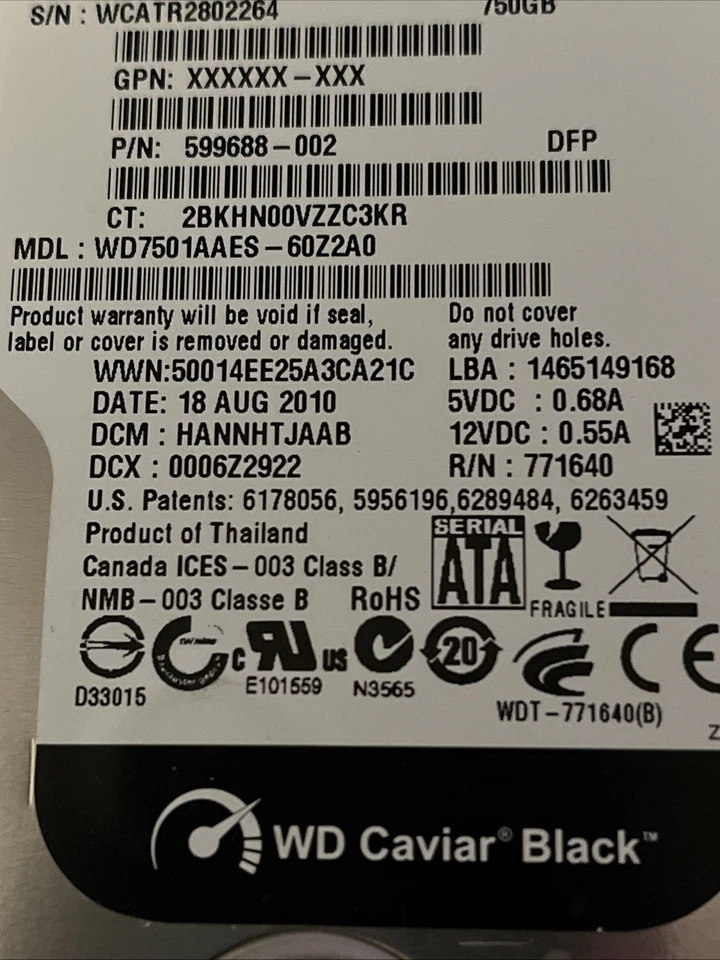 S/N : WCATR2802264 750GB
GPN: XXXXXX-XXX
P/N: 599688-002 DFP
CT: 2BKHN00VZZC3KR
MDL : WD7501AAES-60Z2A0
Product warranty will be void if seal,
label or cover is removed or damaged.
Do not cover
any drive holes.
WWN:50014EE25A3CA21C LBA : 1465149168
DATE: 18 AUG 2010 5VDC : 0.68A
DCM : HANNHTJAAB 12VDC : 0.55A
DCX : 0006Z2922 R/N : 771640
U.S. Patents: 6178056, 5956196,6289484, 6263459
Product of Thailand
Canada ICES-003 Class B/
NMB-003 Classe B RoHS
SERIAL
ATA
FRAGILE
c RU US 20 CE
D33015 E101559 N3565
WDT-771640(B)
Z
WD Caviar® Black™